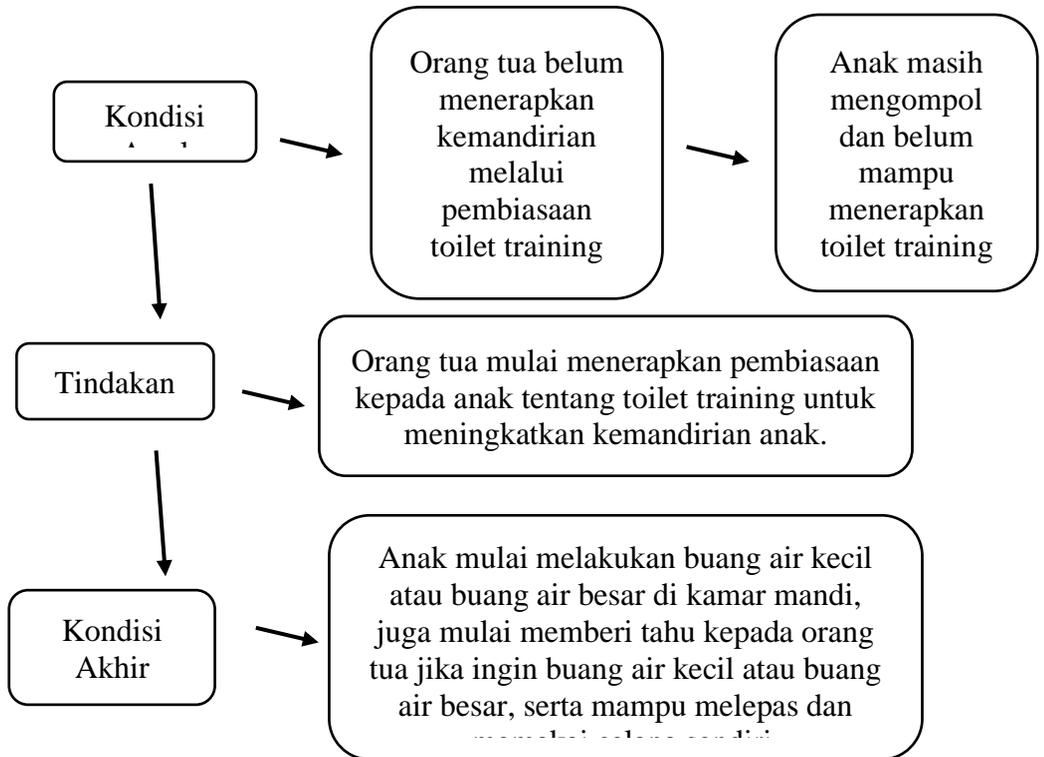 Kondisi
Orang tua belum
menerapkan
kemandirian
melalui
pembiasaan
toilet training
Anak masih
mengompol
dan belum
mampu
menerapkan
toilet training
Tindakan
Orang tua mulai menerapkan pembiasaan
kepada anak tentang toilet training untuk
meningkatkan kemandirian anak.
Kondisi
Akhir
Anak mulai melakukan buang air kecil
atau buang air besar di kamar mandi,
juga mulai memberi tahu kepada orang
tua jika ingin buang air kecil atau buang
air besar, serta mampu melepas dan